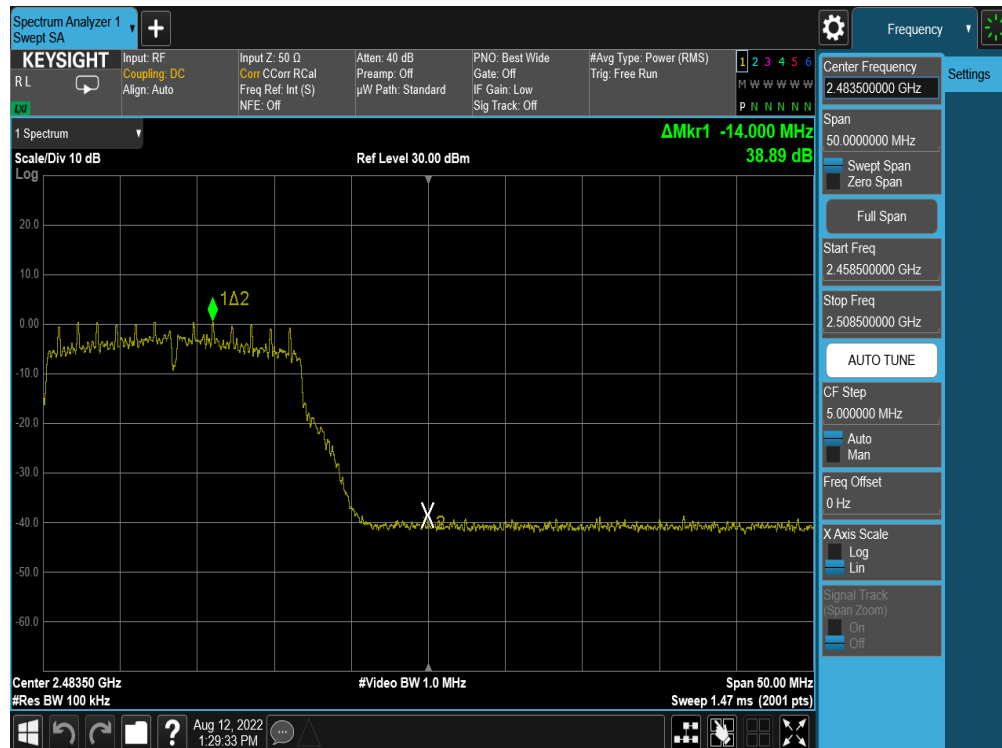 Spectrum Analyzer 1
Swept SA
Frequency
KEYSIGHT
R L
LXI
Input: RF
Coupling: DC
Align: Auto
Input Z: 50 Ω
Corr CCorr RCal
Freq Ref: Int (S)
NFE: Off
Atten: 40 dB
Preamp: Off
µW Path: Standard
PNO: Best Wide
Gate: Off
IF Gain: Low
Sig Track: Off
#Avg Type: Power (RMS)
Trig: Free Run
1 2 3 4 5 6
M W W W W W
P N N N N N
1 Spectrum
Scale/Div 10 dB
Log
Ref Level 30.00 dBm
ΔMkr1 -14.000 MHz
38.89 dB
20.0
10.0
0.00
-10.0
-20.0
-30.0
-40.0
-50.0
-60.0
1Δ2
X2
Center 2.48350 GHz
#Res BW 100 kHz
#Video BW 1.0 MHz
Span 50.00 MHz
Sweep 1.47 ms (2001 pts)
Aug 12, 2022
1:29:33 PM
Center Frequency
2.483500000 GHz
Settings
Span
50.0000000 MHz
Swept Span
Zero Span
Full Span
Start Freq
2.458500000 GHz
Stop Freq
2.508500000 GHz
AUTO TUNE
CF Step
5.000000 MHz
Auto
Man
Freq Offset
0 Hz
X Axis Scale
Log
Lin
Signal Track
(Span Zoom)
On
Off